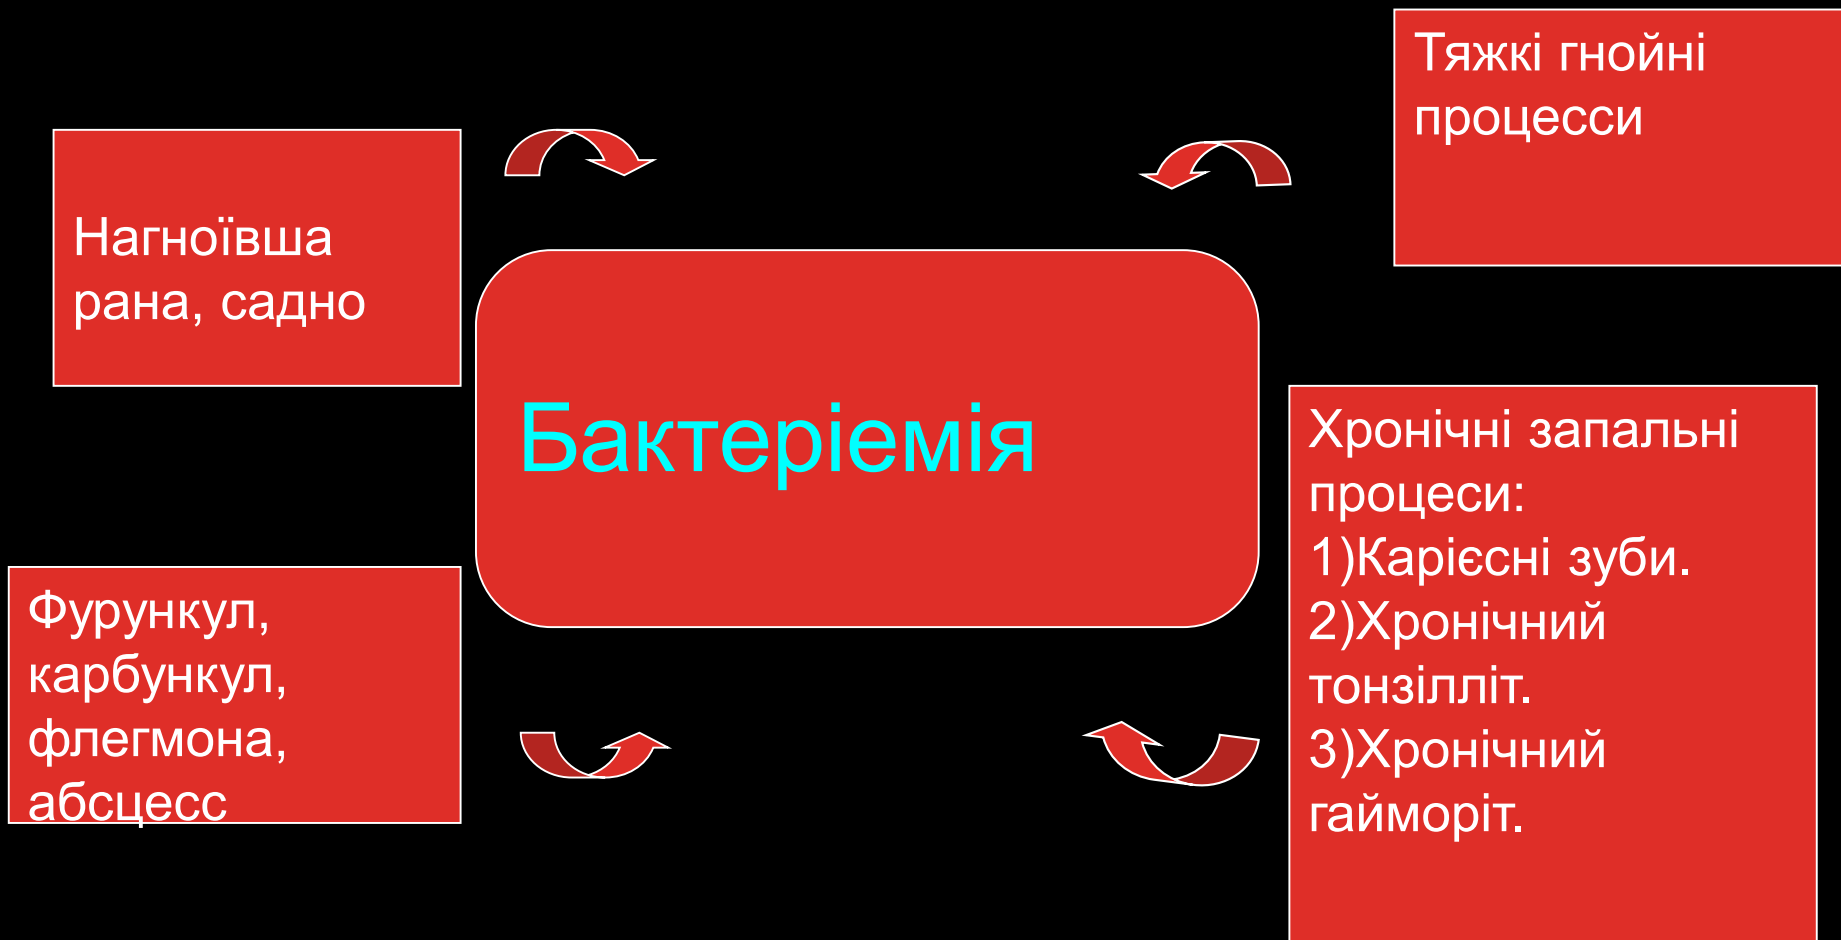 Тяжкі гнойні
процесси
Нагноївша
рана, садно
Бактеріемія
Хронічні запальні
процеси:
1)Карієсні зуби.
2)Хронічний
тонзілліт.
3)Хронічний
гайморіт.
Фурункул,
карбункул,
флегмона,
абсцесс